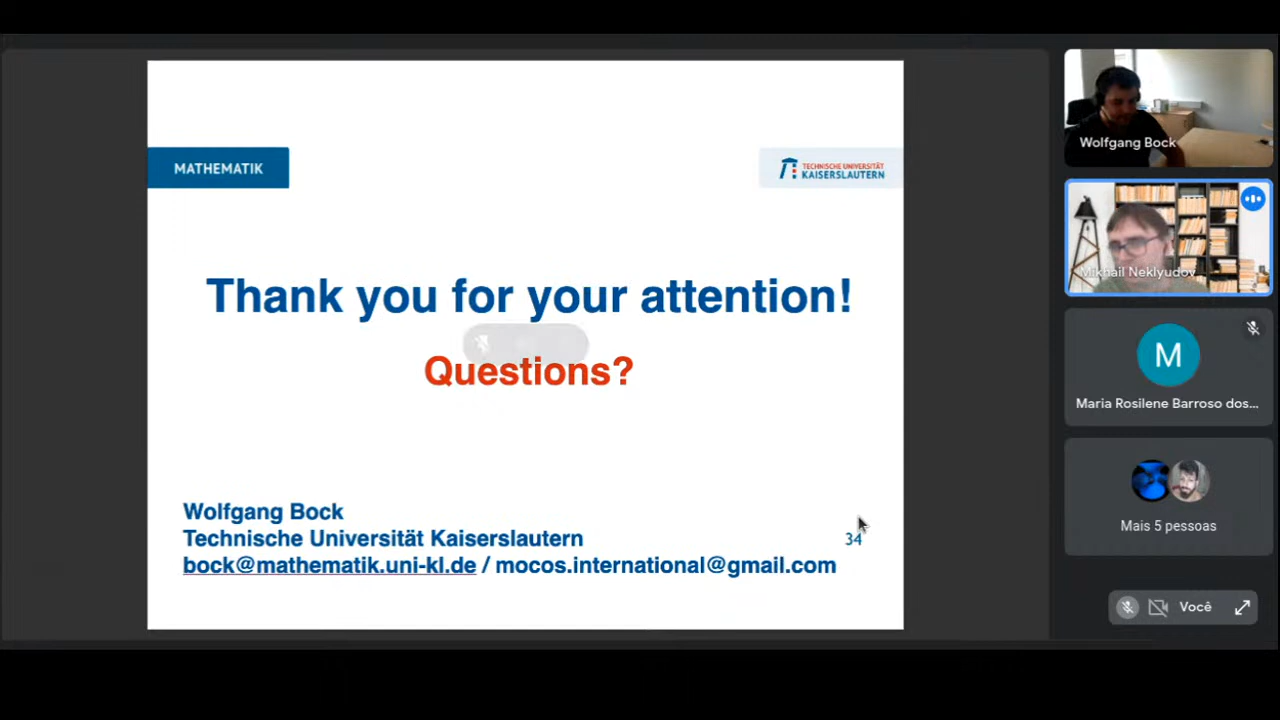 MATHEMATIK
TECHNISCHE UNIVERSITÄT
KAISERSLAUTERN
Thank you for your attention!
Questions?
Wolfgang Bock
Technische Universität Kaiserslautern
34
bock@mathematik.uni-kl.de / mocos.international@gmail.com
Wolfgang Bock
Mikhail Neklyudov
M
Maria Rosilene Barroso dos...
Mais 5 pessoas
Você